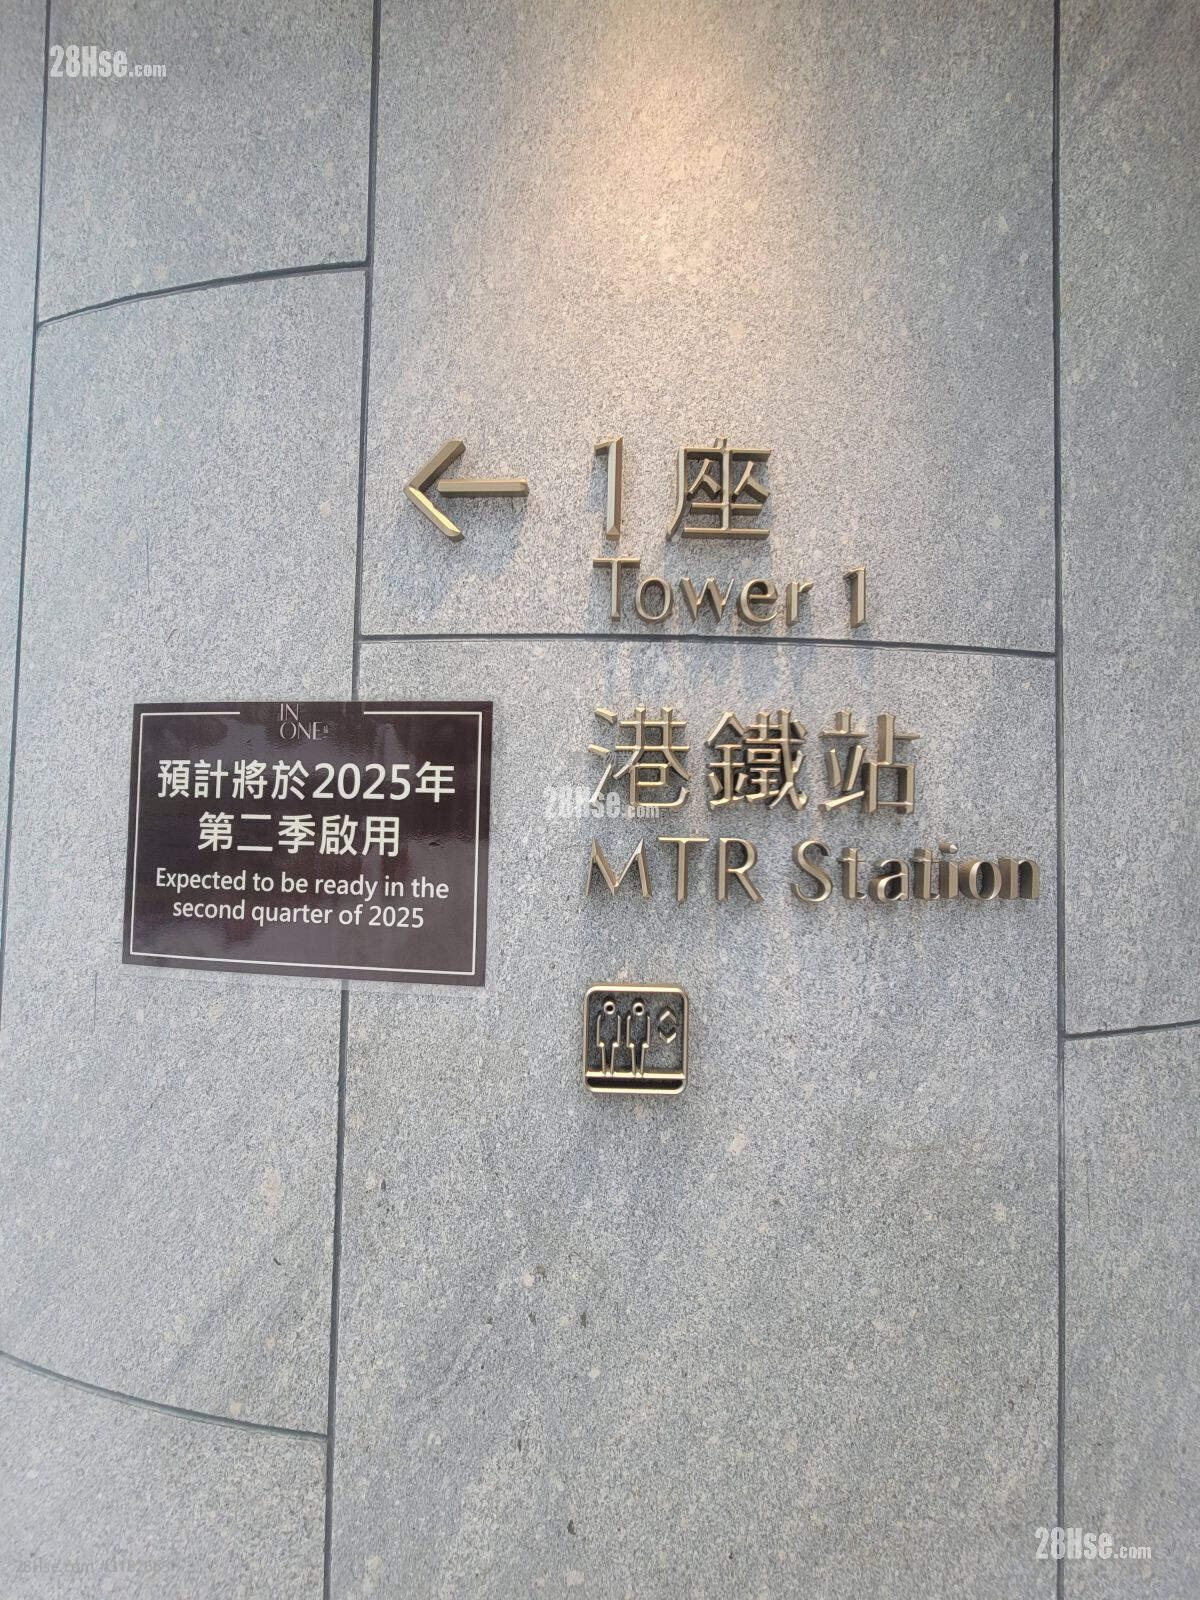 28Hse.com
1座
Tower 1
IN
ONE
預計將於2025年
第二季啟用
Expected to be ready in the
second quarter of 2025
港鐵站
28Hse.com
MTR Station
28Hse.com